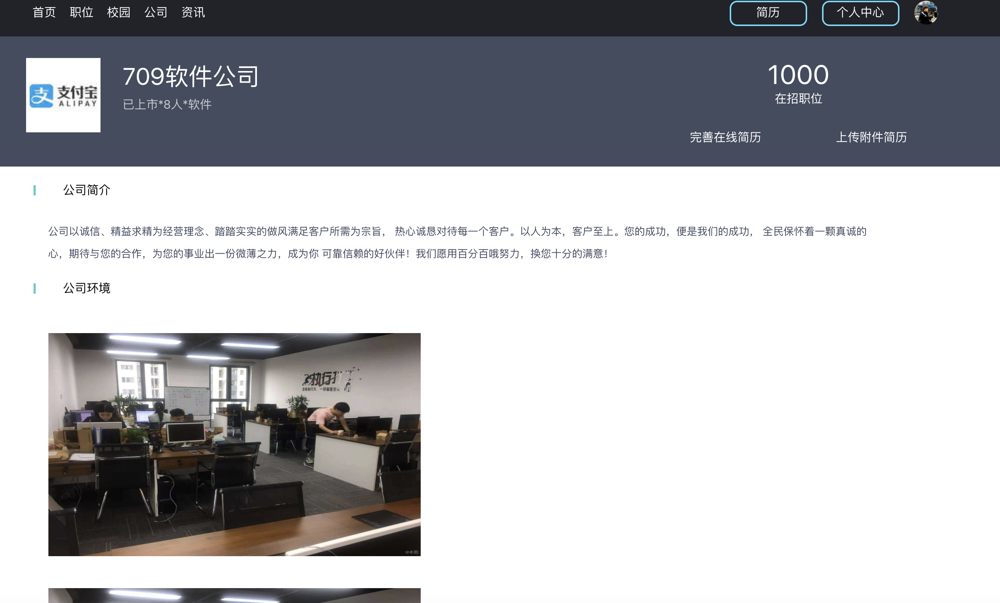 首页 职位 校园 公司 资讯 简历 个人中心
支付宝
ALIPAY
709软件公司
已上市*8人*软件
1000
在招职位
完善在线简历 上传附件简历
公司简介
公司以诚信、精益求精为经营理念、踏踏实实的做风满足客户所需为宗旨， 热心诚恳对待每一个客户。以人为本，客户至上。您的成功，便是我们的成功， 全民保怀着一颗真诚的
心，期待与您的合作，为您的事业出一份微薄之力，成为你 可靠信赖的好伙伴！我们愿用百分百哦努力，换您十分的满意！
公司环境
执行力
没有执行力，一切都是空
@本图